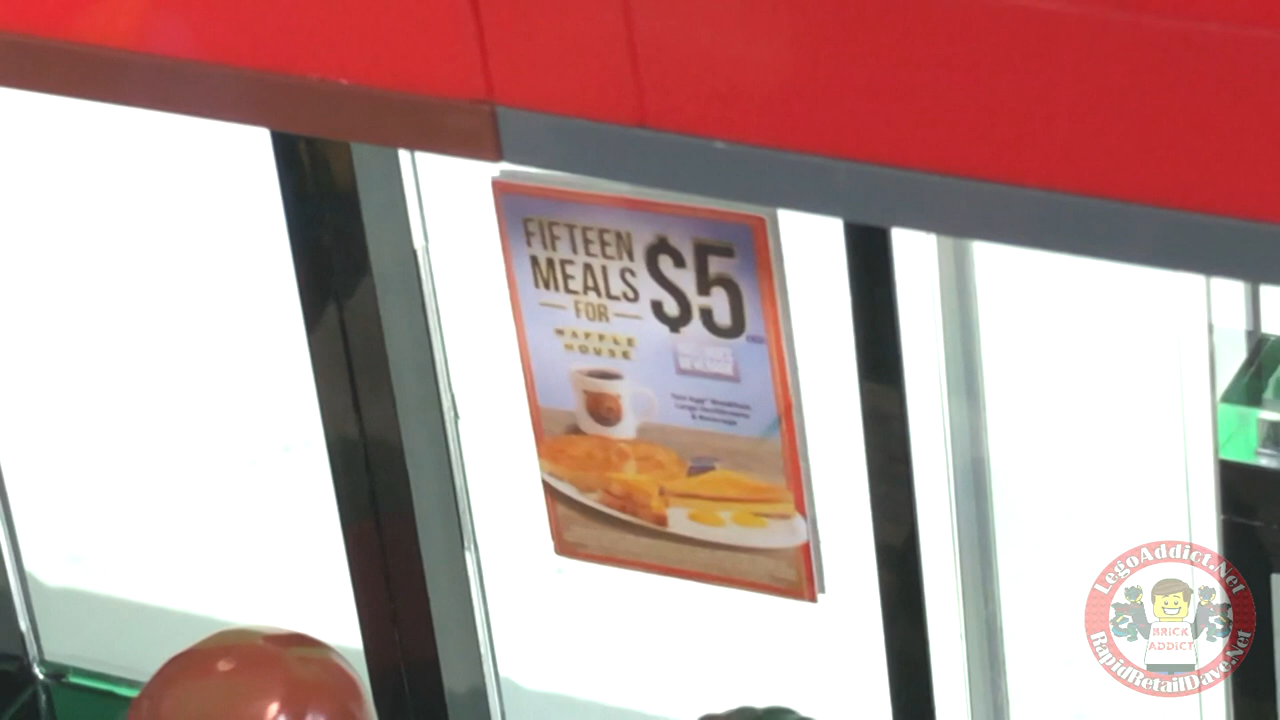 FIFTEEN
MEALS
FOR
$5
WAFFLE
HOUSE
LegoAddict.Net
BRICK
ADDICT
RapidRetailDave.Net